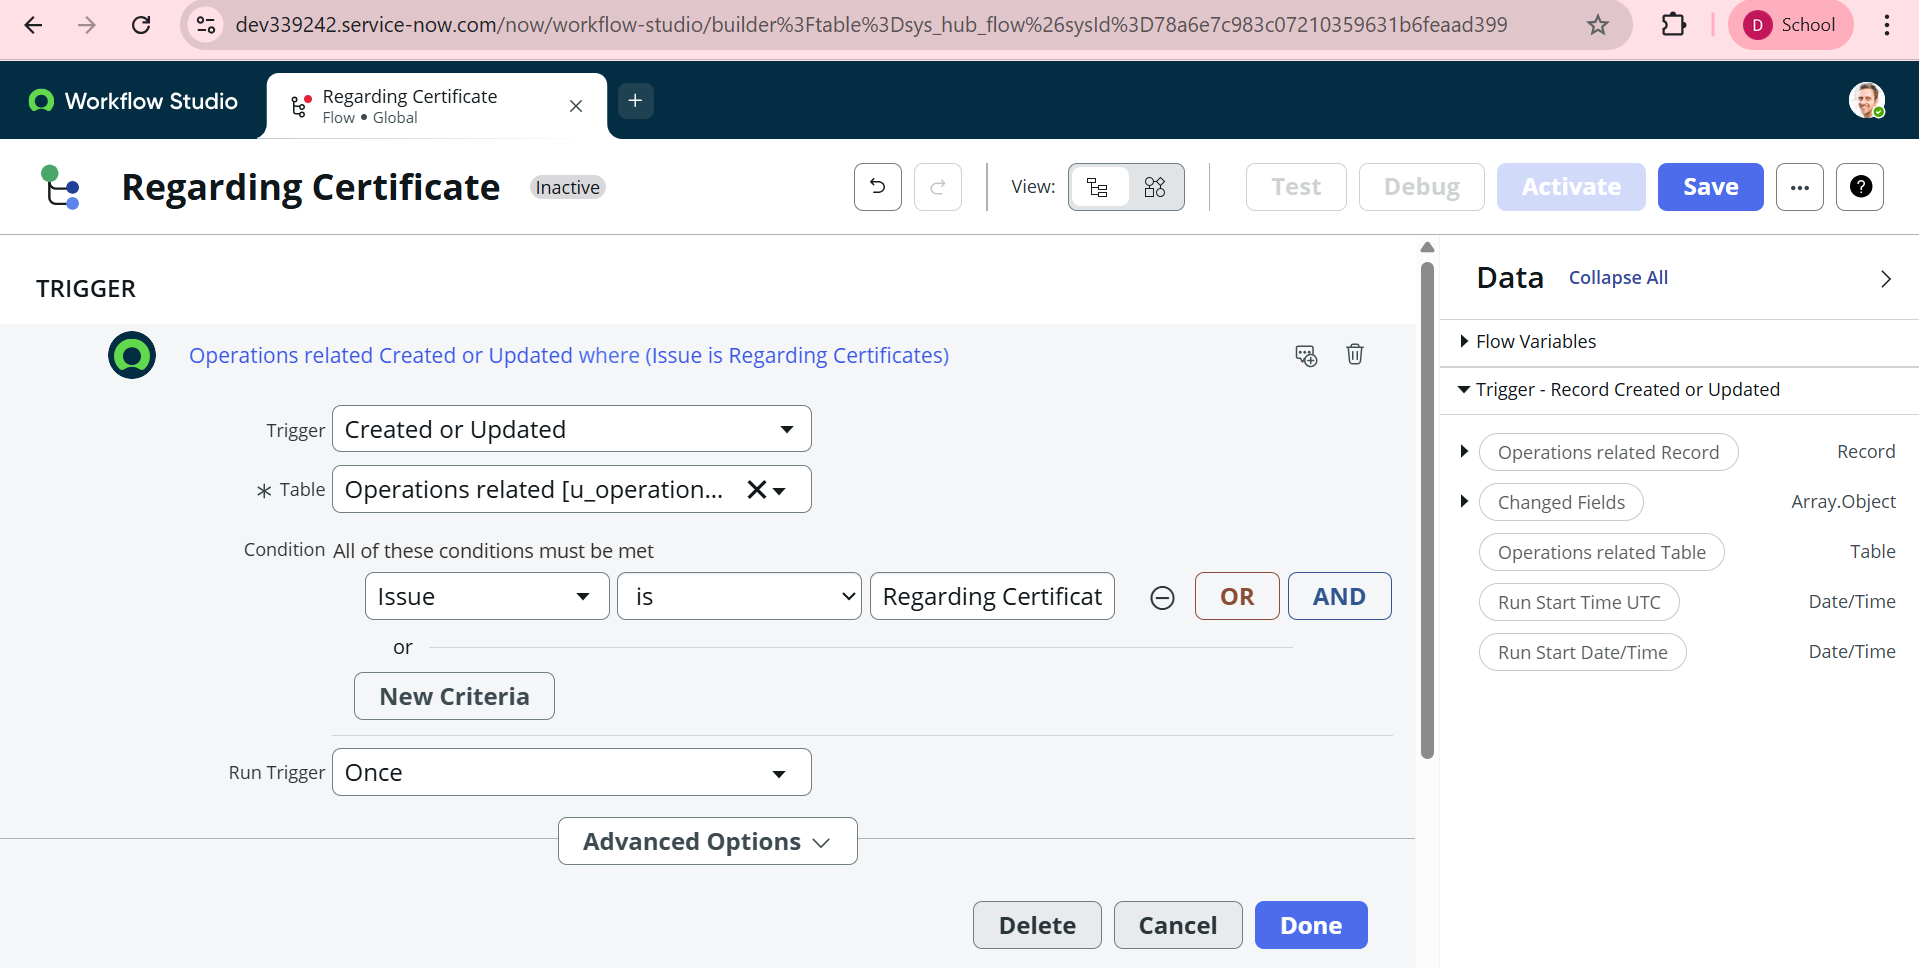 dev339242.service-now.com/now/workflow-studio/builder%3Ftable%3Dsys_hub_flow%26sysId%3D78a6e7c983c07210359631b6feaad399
D School
Workflow Studio
Regarding Certificate
Flow • Global
Regarding Certificate
Inactive
View:
Test
Debug
Activate
Save
TRIGGER
Operations related Created or Updated where (Issue is Regarding Certificates)
Trigger
Created or Updated
Table
Operations related [u_operation...
Condition
All of these conditions must be met
Issue
is
Regarding Certificat
OR
AND
or
New Criteria
Run Trigger
Once
Advanced Options
Delete
Cancel
Done
Data
Collapse All
Flow Variables
Trigger - Record Created or Updated
Operations related Record
Record
Changed Fields
Array.Object
Operations related Table
Table
Run Start Time UTC
Date/Time
Run Start Date/Time
Date/Time